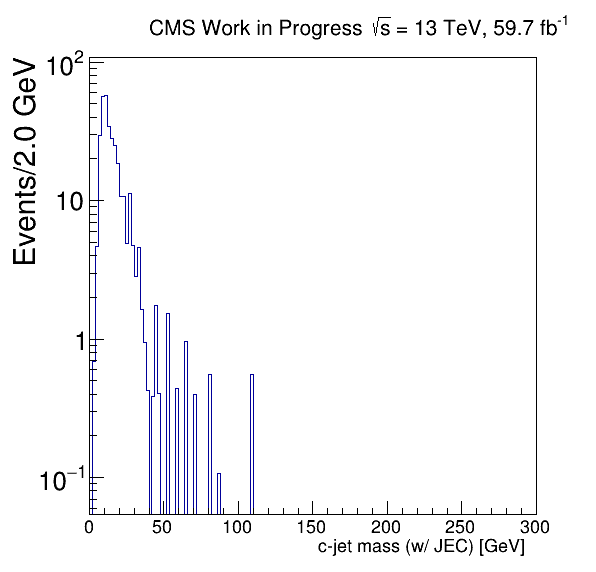 CMS Work in Progress √s = 13 TeV, 59.7 fb⁻¹
Events/2.0 GeV
10²
10
1
10⁻¹
0 50 100 150 200 250 300
c-jet mass (w/ JEC) [GeV]